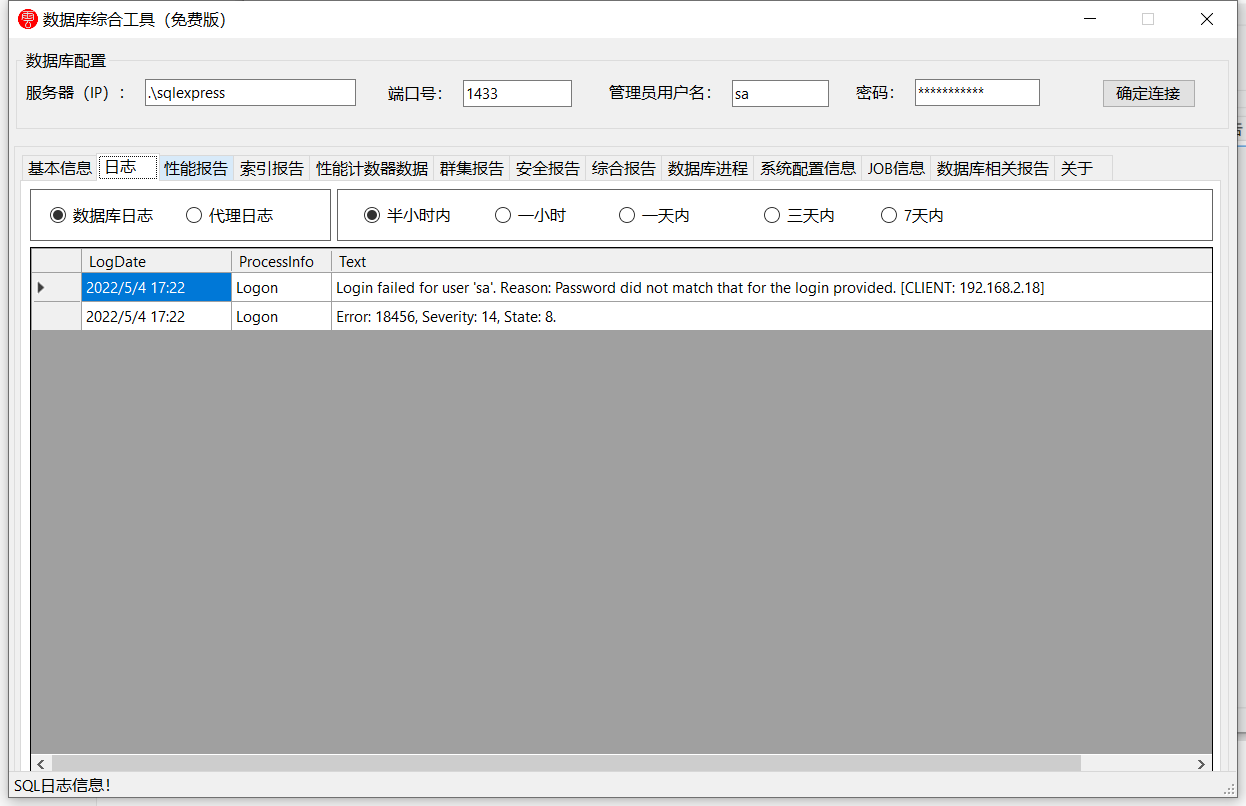 数据库综合工具（免费版）
数据库配置
服务器（IP）： .\sqlexpress 端口号： 1433 管理员用户名： sa 密码： *********** 确定连接
基本信息 日志 性能报告 索引报告 性能计数器数据 群集报告 安全报告 综合报告 数据库进程 系统配置信息 JOB信息 数据库相关报告 关于
数据库日志 代理日志 半小时内 一小时 一天内 三天内 7天内
LogDate ProcessInfo Text
2022/5/4 17:22 Logon Login failed for user 'sa'. Reason: Password did not match that for the login provided. [CLIENT: 192.168.2.18]
2022/5/4 17:22 Logon Error: 18456, Severity: 14, State: 8.
SQL日志信息！